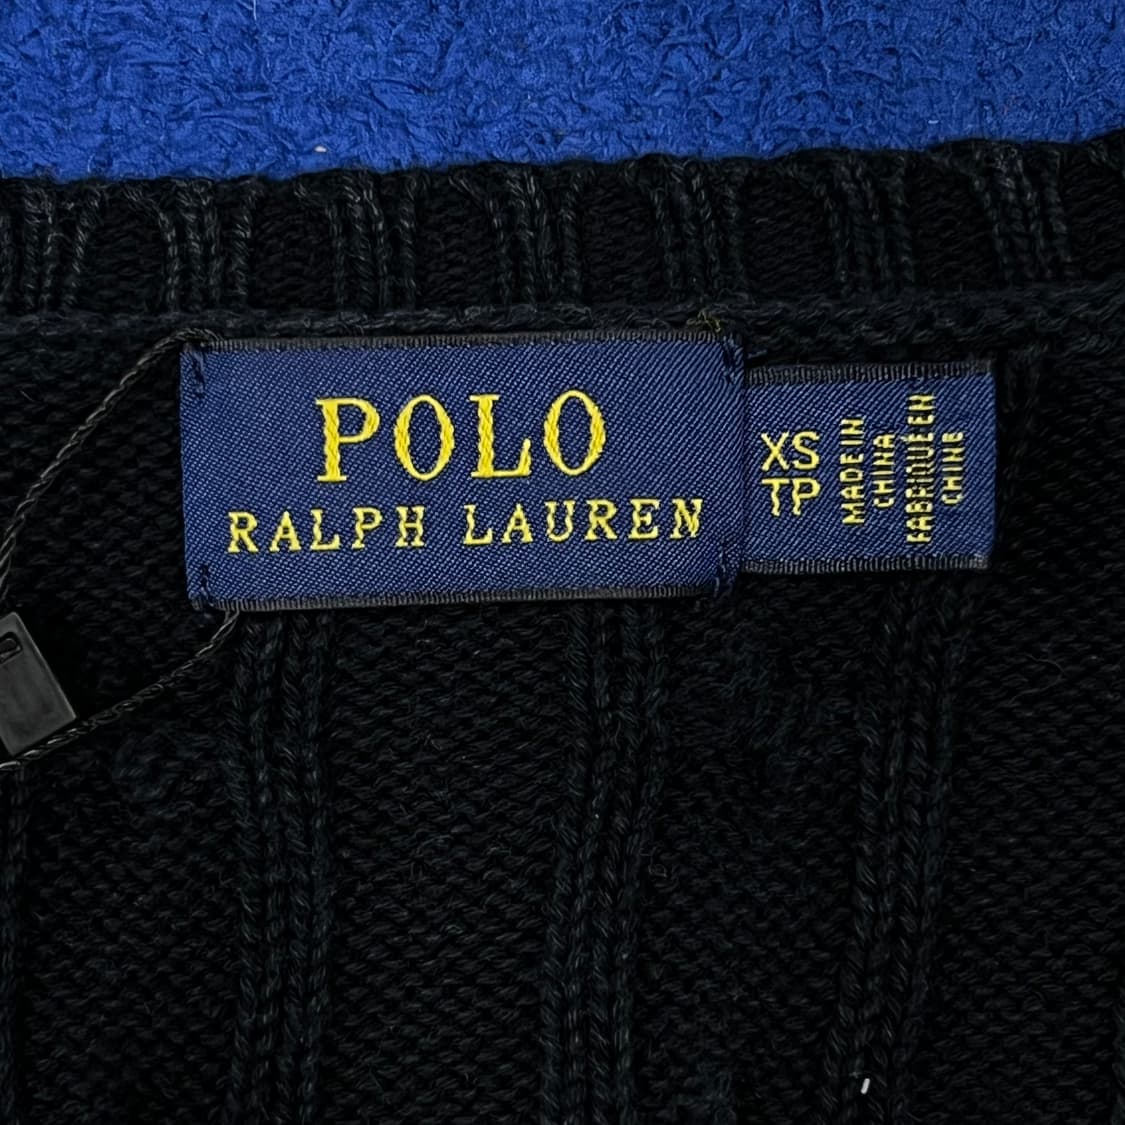 POLO
RALPH LAUREN
XS
TP
MADE IN
CHINA
FABRIQUÉ EN
CHINE